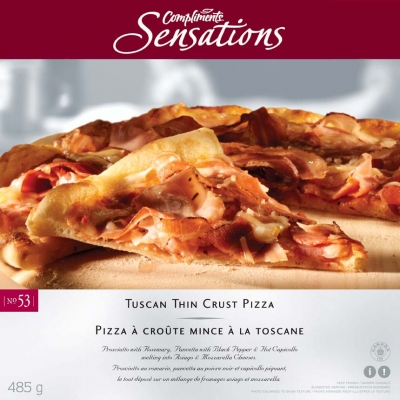 Compliments
Sensations
No 53
TUSCAN THIN CRUST PIZZA
PIZZA À CROÛTE MINCE À LA TOSCANE
Prosciutto with Rosemary, Pancetta with Black Pepper & Hot Capicollo
melting into Asiago & Mozzarella Cheeses.
Prosciutto au romarin, pancetta au poivre noir et capicollo piquant,
le tout déposé sur un mélange de fromages asiago et mozzarella.
485 g